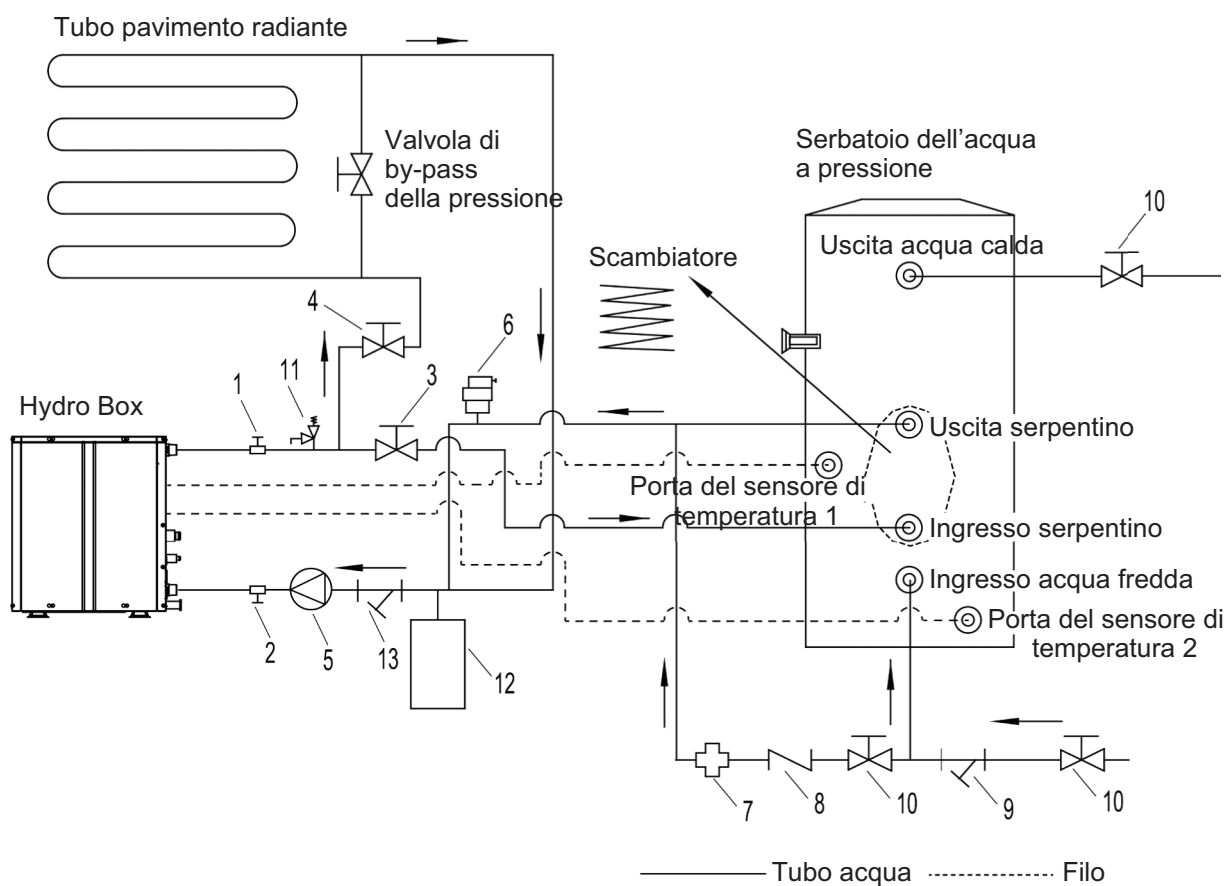 Tubo pavimento radiante
Valvola di
by-pass
della pressione
Serbatoio dell’acqua
a pressione
10
Uscita acqua calda
Scambiatore
4
6
11
3
1
Hydro Box
Uscita serpentino
Porta del sensore di
temperatura 1
Ingresso serpentino
Ingresso acqua fredda
Porta del sensore di
temperatura 2
2
5
13
12
7
8
10
9
10
Tubo acqua
Filo